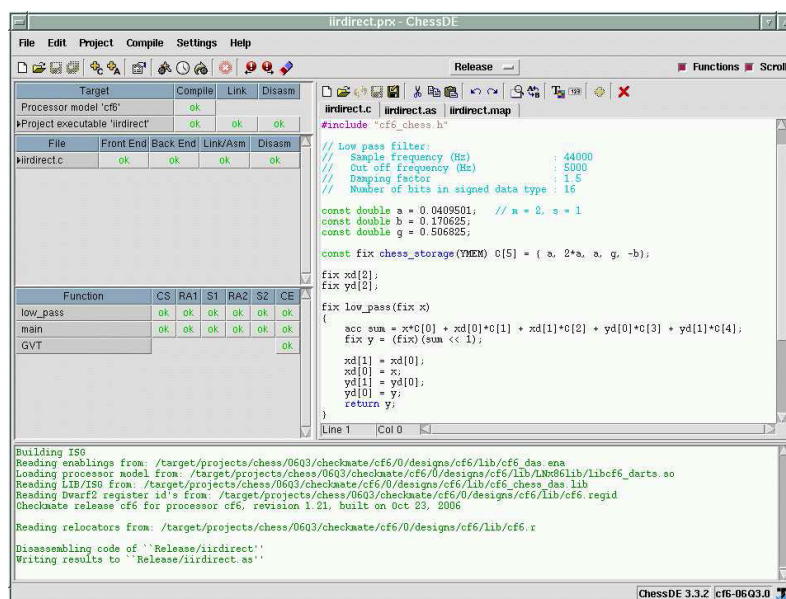 iirdirect.prx - ChessDE
File Edit Project Compile Settings Help
Release
Functions
Scroll
Target Compile Link Disasm
Processor model 'cf6' ok
Project executable 'iirdirect' ok ok ok
File Front End Back End Link/Asm Disasm
iirdirect.c ok ok ok ok
Function CS RA1 S1 RA2 S2 CE
low_pass ok ok ok ok ok ok
main ok ok ok ok ok ok
GVT ok
iirdirect.c iirdirect.as iirdirect.map
#include "cf6_chess.h"
// Low pass filter:
// Sample frequency (Hz) : 44000
// Cut off frequency (Hz) : 5000
// Damping factor : 1.5
// Number of bits in signed data type : 16
const double a = 0.0409501; // m = 2, s = 1
const double b = 0.170625;
const double g = 0.506825;
const fix chess_storage(YMEM) C[5] = { a, 2*a, a, g, -b};
fix xd[2];
fix yd[2];
fix low_pass(fix x)
{
acc sum = x*C[0] + xd[0]*C[1] + xd[1]*C[2] + yd[0]*C[3] + yd[1]*C[4];
fix y = (fix)(sum << 1);
xd[1] = xd[0];
xd[0] = x;
yd[1] = yd[0];
yd[0] = y;
return y;
}
Line 1 Col 0
Building ISG
Reading enablings from: /target/projects/chess/06Q3/checkmate/cf6/0/designs/cf6/lib/cf6_das.ena
Loading processor model from: /target/projects/chess/06Q3/checkmate/cf6/0/designs/cf6/lib/LNx86lib/libcf6_darts.so
Reading LIB/ISG from: /target/projects/chess/06Q3/checkmate/cf6/0/designs/cf6/lib/cf6_chess_das.lib
Reading Dwarf2 register id's from: /target/projects/chess/06Q3/checkmate/cf6/0/designs/cf6/lib/cf6.regid
Checkmate release cf6 for processor cf6, revision 1.21, built on Oct 23, 2006
Reading relocators from: /target/projects/chess/06Q3/checkmate/cf6/0/designs/cf6/lib/cf6.r
Disassembling code of ``Release/iirdirect''
Writing results to ``Release/iirdirect.as''
ChessDE 3.3.2 cf6-06Q3.0